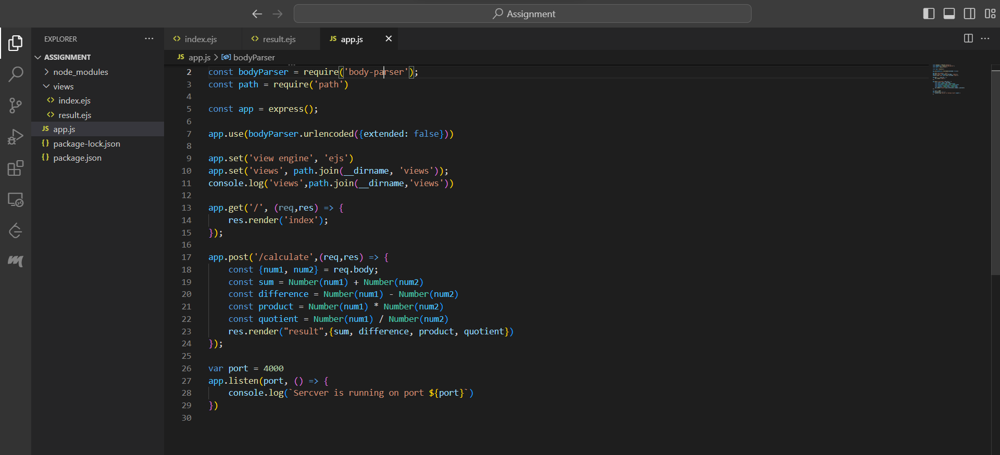 Assignment
EXPLORER
ASSIGNMENT
node_modules
views
index.ejs
result.ejs
JS app.js
{} package-lock.json
{} package.json
index.ejs
result.ejs
JS app.js
JS app.js > bodyParser
2 const bodyParser = require('body-parser');
3 const path = require('path')
4
5 const app = express();
6
7 app.use(bodyParser.urlencoded({extended: false}))
8
9 app.set('view engine', 'ejs')
10 app.set('views', path.join(__dirname, 'views'));
11 console.log('views',path.join(__dirname,'views'))
12
13 app.get('/', (req,res) => {
14     res.render('index');
15 });
16
17 app.post('/calculate',(req,res) => {
18     const {num1, num2} = req.body;
19     const sum = Number(num1) + Number(num2)
20     const difference = Number(num1) - Number(num2)
21     const product = Number(num1) * Number(num2)
22     const quotient = Number(num1) / Number(num2)
23     res.render("result",{sum, difference, product, quotient})
24 });
25
26 var port = 4000
27 app.listen(port, () => {
28     console.log(`Sercver is running on port ${port}`)
29 })
30